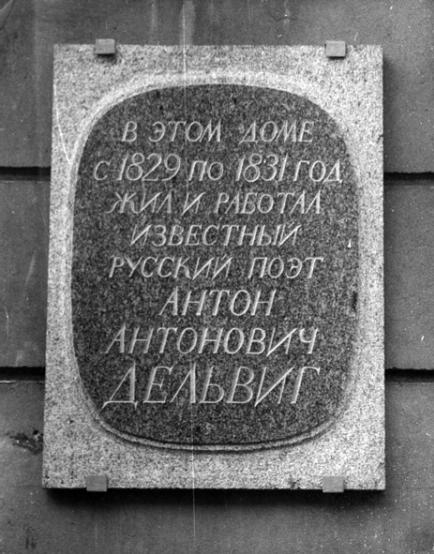 В ЭТОМ ДОМЕ
С 1829 ПО 1831 ГОД
ЖИЛ И РАБОТАЛ
ИЗВЕСТНЫЙ
РУССКИЙ ПОЭТ
АНТОН
АНТОНОВИЧ
ДЕЛЬВИГ